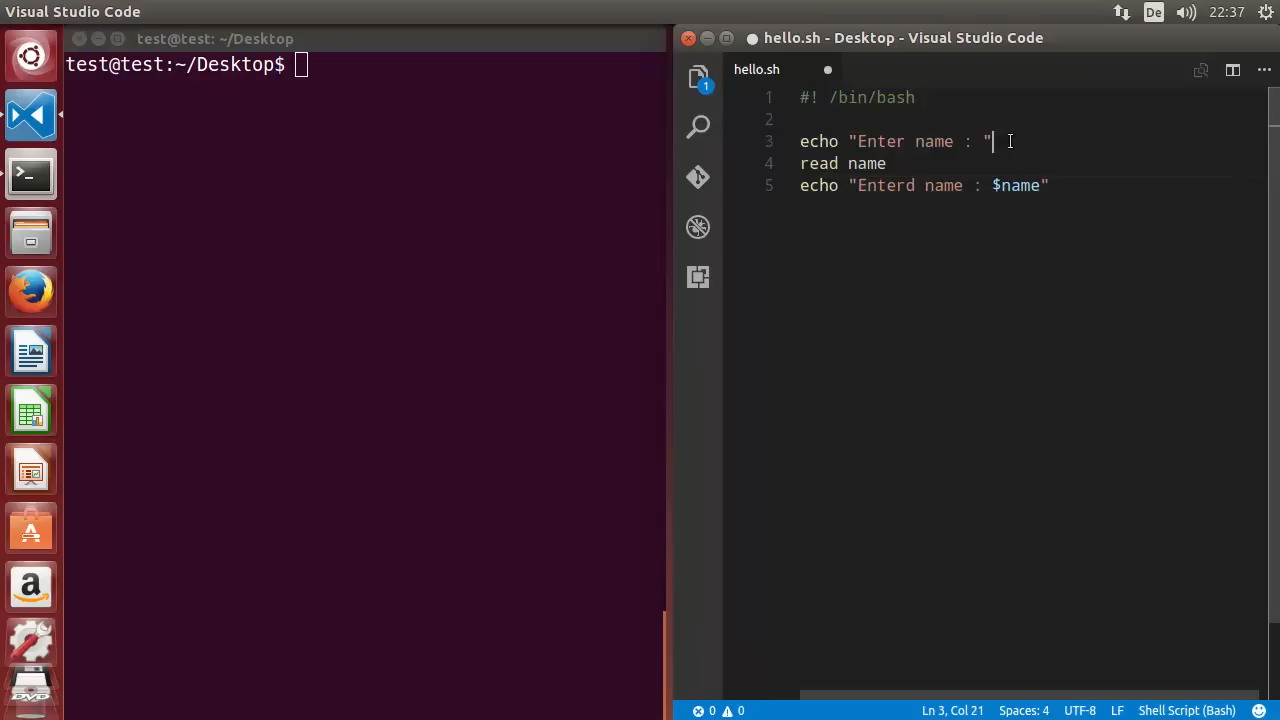 Visual Studio Code
De
22:37
test@test: ~/Desktop
test@test:~/Desktop$
hello.sh - Desktop - Visual Studio Code
hello.sh
1
1 #! /bin/bash
2
3 echo "Enter name : "
4 read name
5 echo "Enterd name : $name"
a
DVD
0 0 Ln 3, Col 21 Spaces: 4 UTF-8 LF Shell Script (Bash)